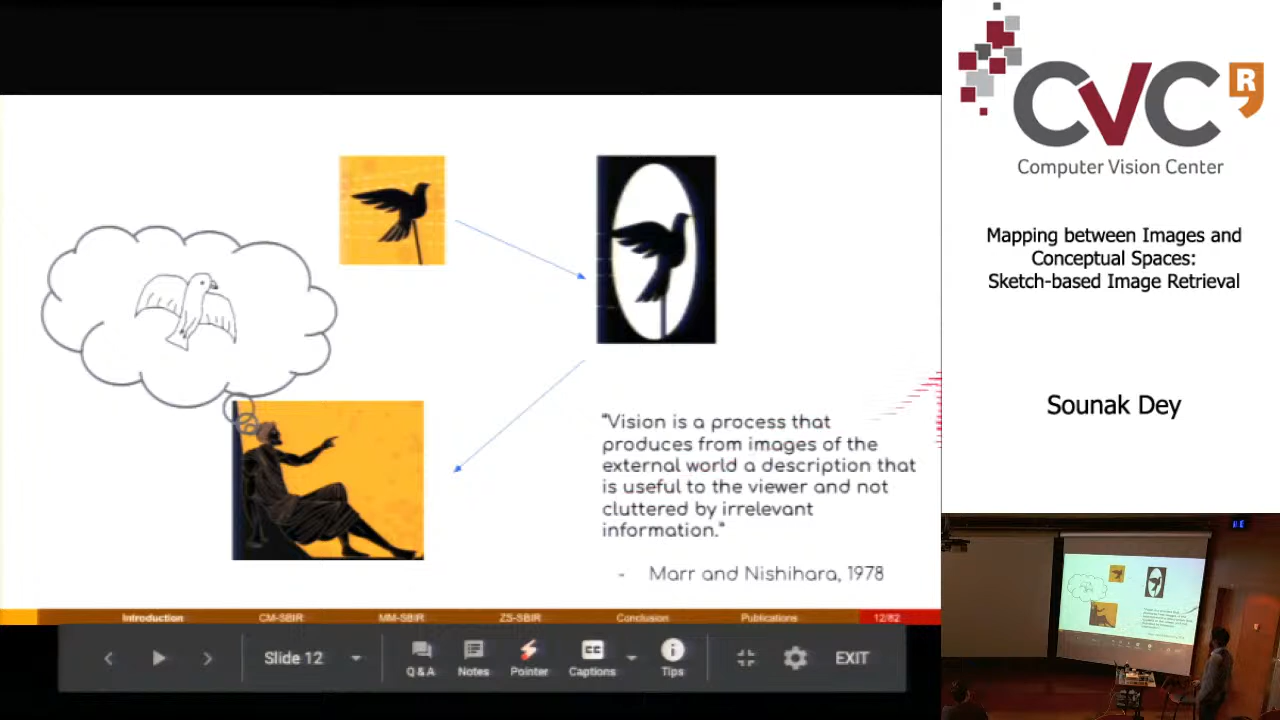 "Vision is a process that
produces from images of the
external world a description that
is useful to the viewer and not
cluttered by irrelevant
information."
- Marr and Nishihara, 1978
Introduction CM-SBIR MM-SBIR ZS-SBIR Conclusion Publications 12/82
Slide 12 Q&A Notes Pointer CC Captions Tips EXIT
CVC R
Computer Vision Center
Mapping between Images and
Conceptual Spaces:
Sketch-based Image Retrieval
Sounak Dey